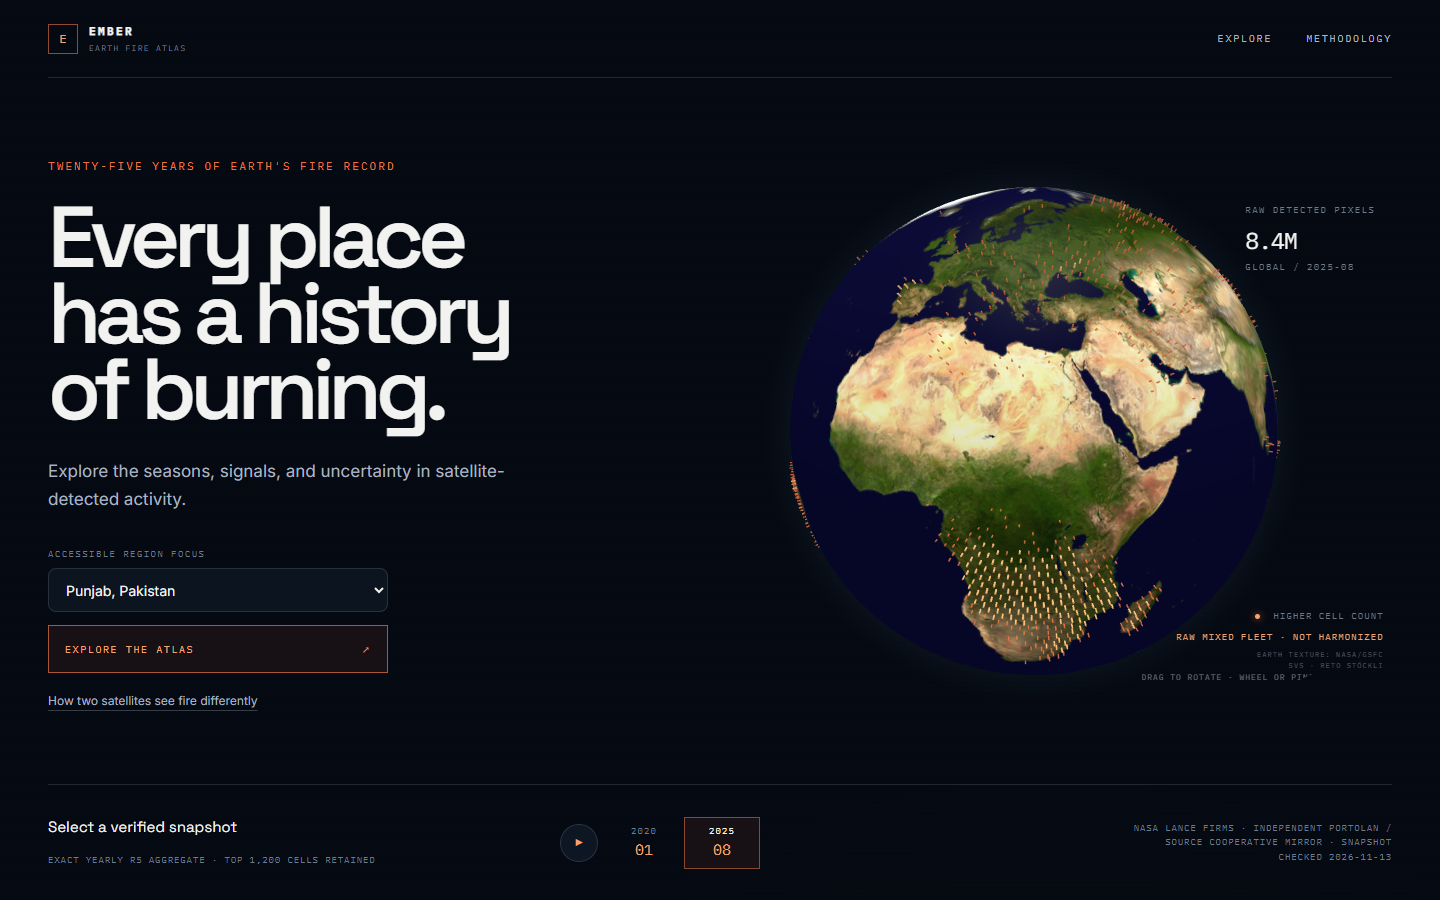 E
EMBER
EARTH FIRE ATLAS
EXPLORE
METHODOLOGY
TWENTY-FIVE YEARS OF EARTH'S FIRE RECORD
Every place
has a history
of burning.
Explore the seasons, signals, and uncertainty in satellite-
detected activity.
ACCESSIBLE REGION FOCUS
Punjab, Pakistan
EXPLORE THE ATLAS ↗
How two satellites see fire differently
RAW DETECTED PIXELS
8.4M
GLOBAL / 2025-08
HIGHER CELL COUNT
RAW MIXED FLEET · NOT HARMONIZED
EARTH TEXTURE: NASA/GSFC
SVS · RETO STÖCKLI
DRAG TO ROTATE · WHEEL OR
Select a verified snapshot
EXACT YEARLY R5 AGGREGATE · TOP 1,200 CELLS RETAINED
2020
01
2025
08
NASA LANCE FIRMS · INDEPENDENT PORTOLAN /
SOURCE COOPERATIVE MIRROR · SNAPSHOT
CHECKED 2026-11-13